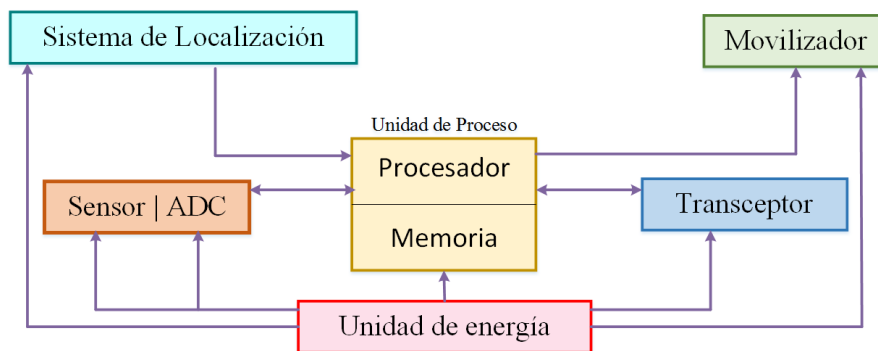 Sistema de Localización
Movilizador
Unidad de Proceso
Procesador
Sensor | ADC
Transceptor
Memoria
Unidad de energía